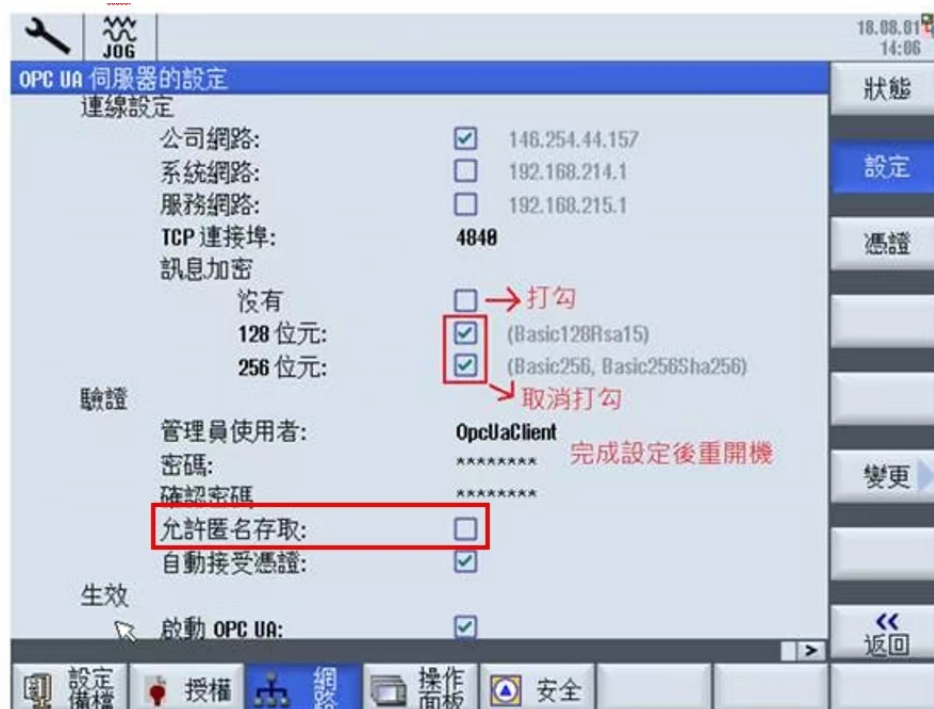 JOG
18.08.01
14:06
OPC UA 伺服器的設定
連線設定
公司網路: 146.254.44.157
系統網路: 192.168.214.1
服務網路: 192.168.215.1
TCP 連接埠: 4840
訊息加密
沒有 →打勾
128 位元: (Basic128Rsa15)
256 位元: (Basic256, Basic256Sha256)
取消打勾
驗證
管理員使用者: OpcUaClient
密碼: ********
完成設定後重開機
確認密碼 ********
允許匿名存取:
自動接受憑證:
生效
啟動 OPC UA:
狀態
設定
憑證
變更
<<
返回
>
設定
備檔
授權
網路
操作
面板
安全